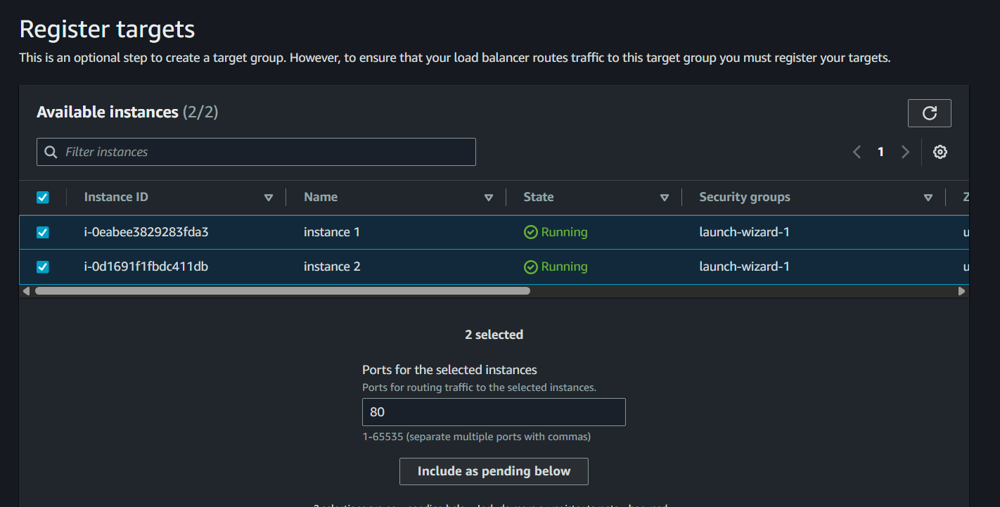 Register targets
This is an optional step to create a target group. However, to ensure that your load balancer routes traffic to this target group you must register your targets.
Available instances (2/2)
Filter instances
1
Instance ID Name State Security groups Z
i-0eabee3829283fda3 instance 1 Running launch-wizard-1 u
i-0d1691f1fbdc411db instance 2 Running launch-wizard-1 u
2 selected
Ports for the selected instances
Ports for routing traffic to the selected instances.
80
1-65535 (separate multiple ports with commas)
Include as pending below